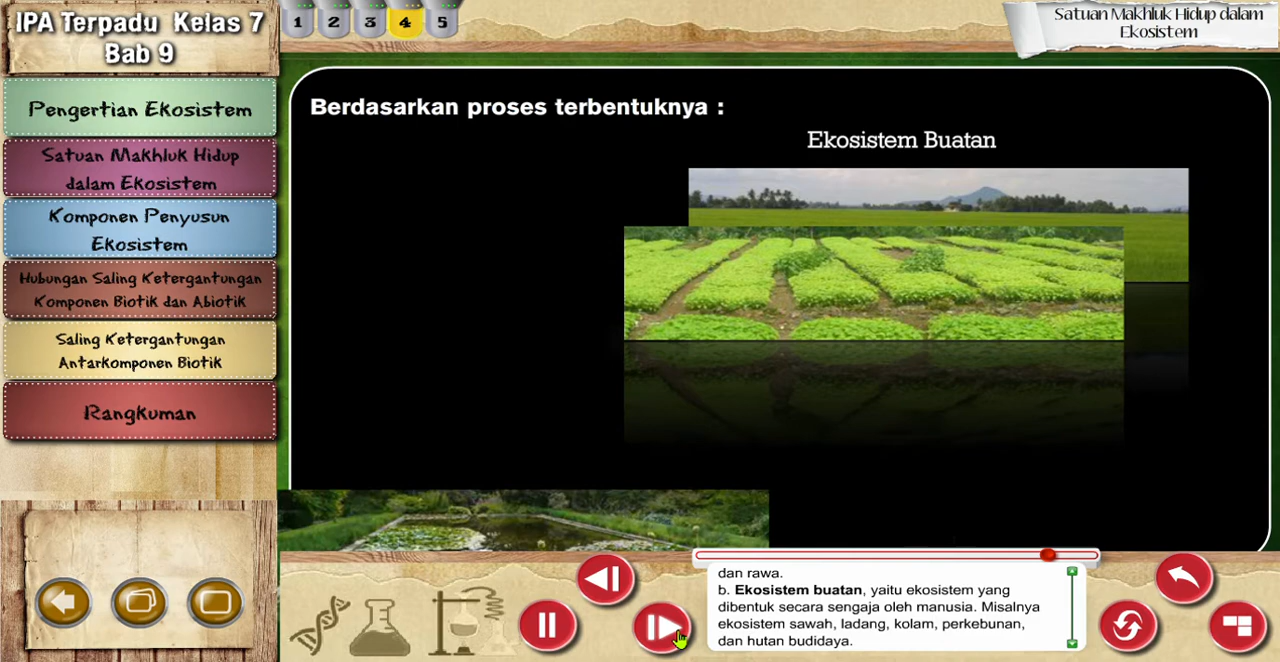 IPA Terpadu Kelas 7
Bab 9
1 2 3 4 5
Satuan Makhluk Hidup dalam
Ekosistem
Pengertian Ekosistem
Satuan Makhluk Hidup
dalam Ekosistem
Komponen Penyusun
Ekosistem
Hubungan Saling Ketergantungan
Komponen Biotik dan Abiotik
Saling Ketergantungan
Antarkomponen Biotik
Rangkuman
Berdasarkan proses terbentuknya :
Ekosistem Buatan
dan rawa.
b. Ekosistem buatan, yaitu ekosistem yang
dibentuk secara sengaja oleh manusia. Misalnya
ekosistem sawah, ladang, kolam, perkebunan,
dan hutan budidaya.